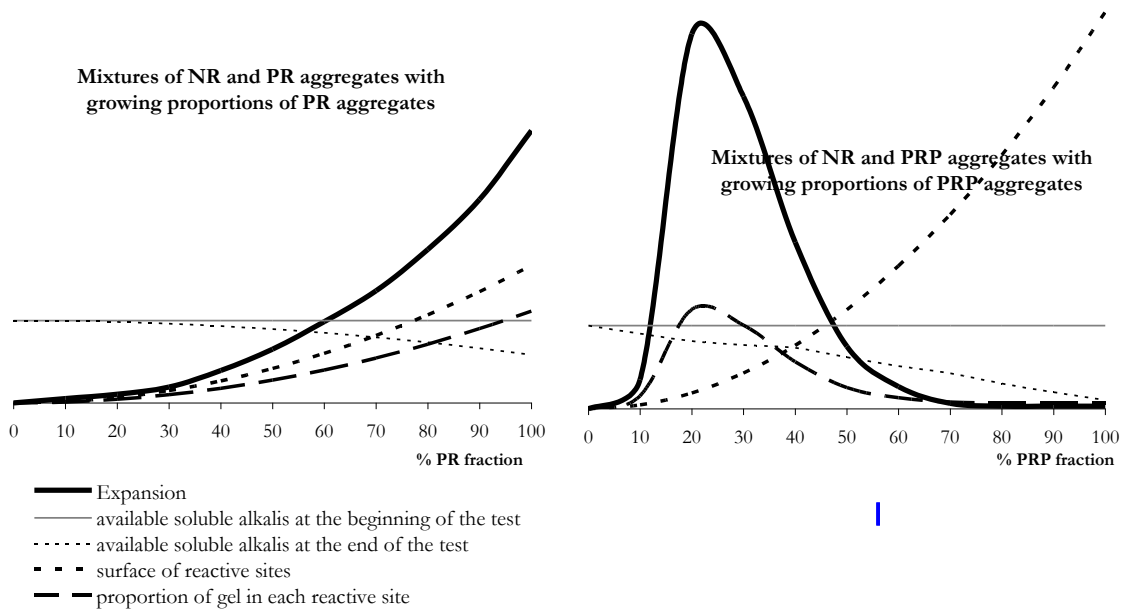 Mixtures of NR and PR aggregates with
growing proportions of PR aggregates
0 10 20 30 40 50 60 70 80 90 100
% PR fraction
Mixtures of NR and PRP aggregates with
growing proportions of PRP aggregates
0 10 20 30 40 50 60 70 80 90 100
% PRP fraction
Expansion
available soluble alkalis at the beginning of the test
available soluble alkalis at the end of the test
surface of reactive sites
proportion of gel in each reactive site